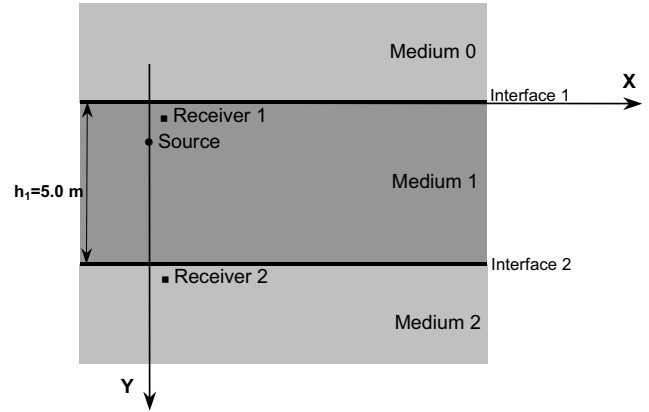 Medium 0
X
Interface 1
Receiver 1
Source
Medium 1
h1=5.0 m
Interface 2
Receiver 2
Medium 2
Y